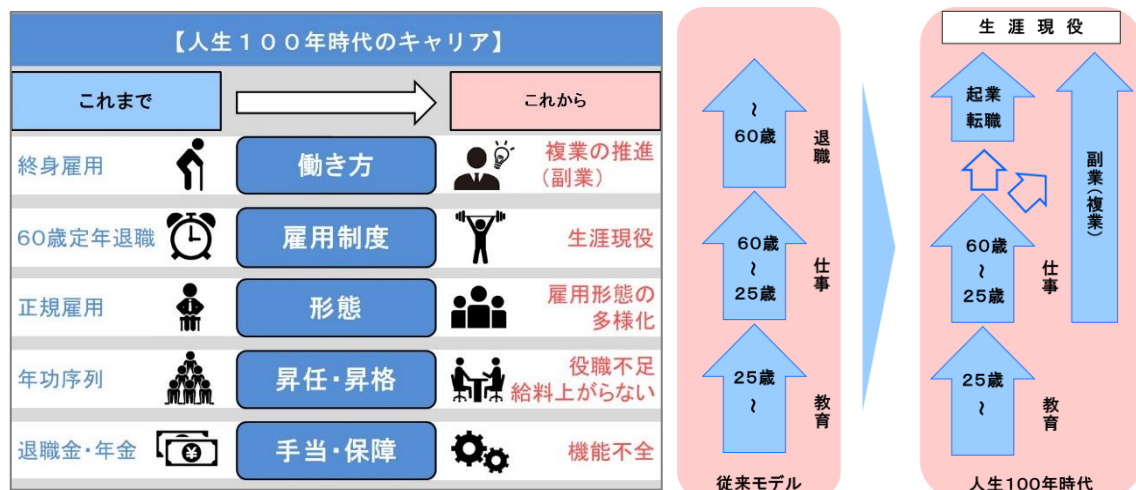 【人生１００年時代のキャリア】
これまで
これから
終身雇用
働き方
複業の推進
(副業)
60歳定年退職
雇用制度
生涯現役
正規雇用
形態
雇用形態の
多様化
年功序列
昇任・昇格
役職不足
給料上がらない
退職金・年金
¥
手当・保障
機能不全
～
60歳
退職
60歳
～
25歳
仕事
25歳
～
教育
従来モデル
生涯現役
起業
転職
副業(複業)
60歳
～
25歳
仕事
25歳
～
教育
人生100年時代